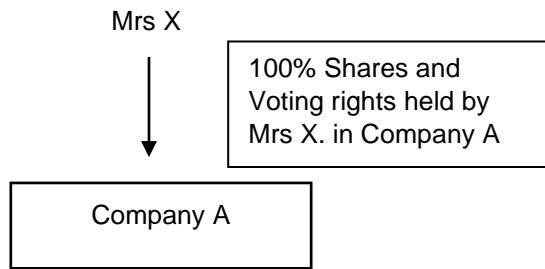 Mrs X
100% Shares and
Voting rights held by
Mrs X. in Company A
Company A